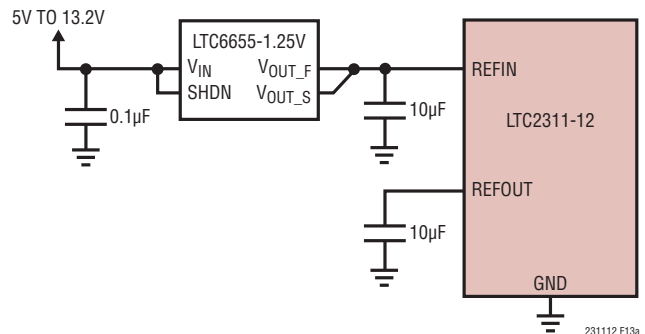 5V TO 13.2V
LTC6655-1.25V
VIN VOUT_F
SHDN VOUT_S
0.1µF
10µF
REFIN
LTC2311-12
REFOUT
10µF
GND
231112 F13a